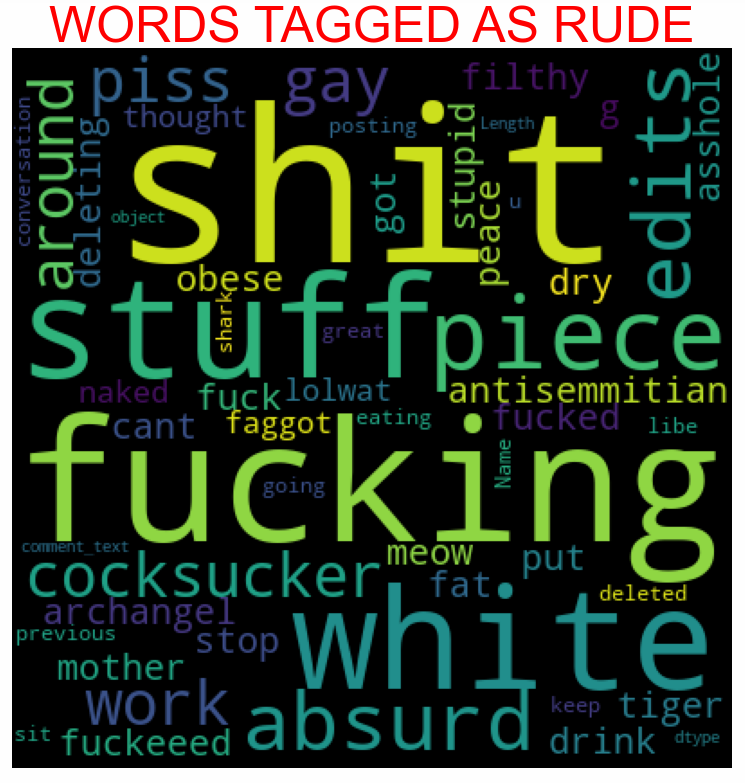 WORDS TAGGED AS RUDE
piss
gay
filthy
g
asshole
conversation
around
deleting
thought
posting
Length
edits
shit
got
stupid
peace
u
object
obese
dry
stuff
shark
great
piece
naked
fuck
lolwat
antisemmitian
cant
faggot
eating
fucked
libe
fucking
going
Name
comment_text
meow
put
cocksucker
fat
deleted
archangel
white
previous
stop
mother
work
absurd
keep
tiger
sit
fuckeeed
drink
dtype